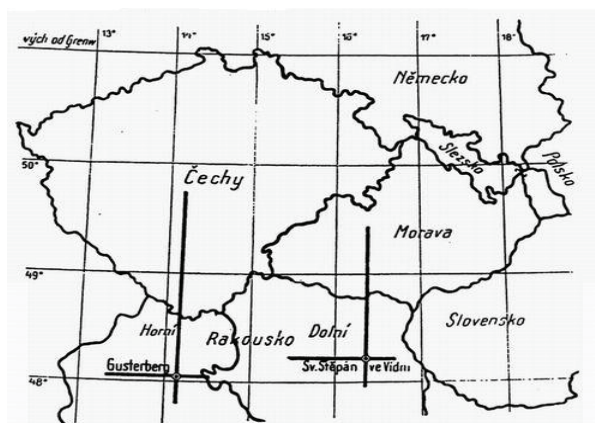 vých od Grenw
13° 14° 15° 16° 17° 18°
Německo
50°
Slezsko
Polsko
Čechy
Morava
49°
Horní Rakousko Dolní
Slovensko
Gusterberg
Sv. Štěpán ve Vídni
48°